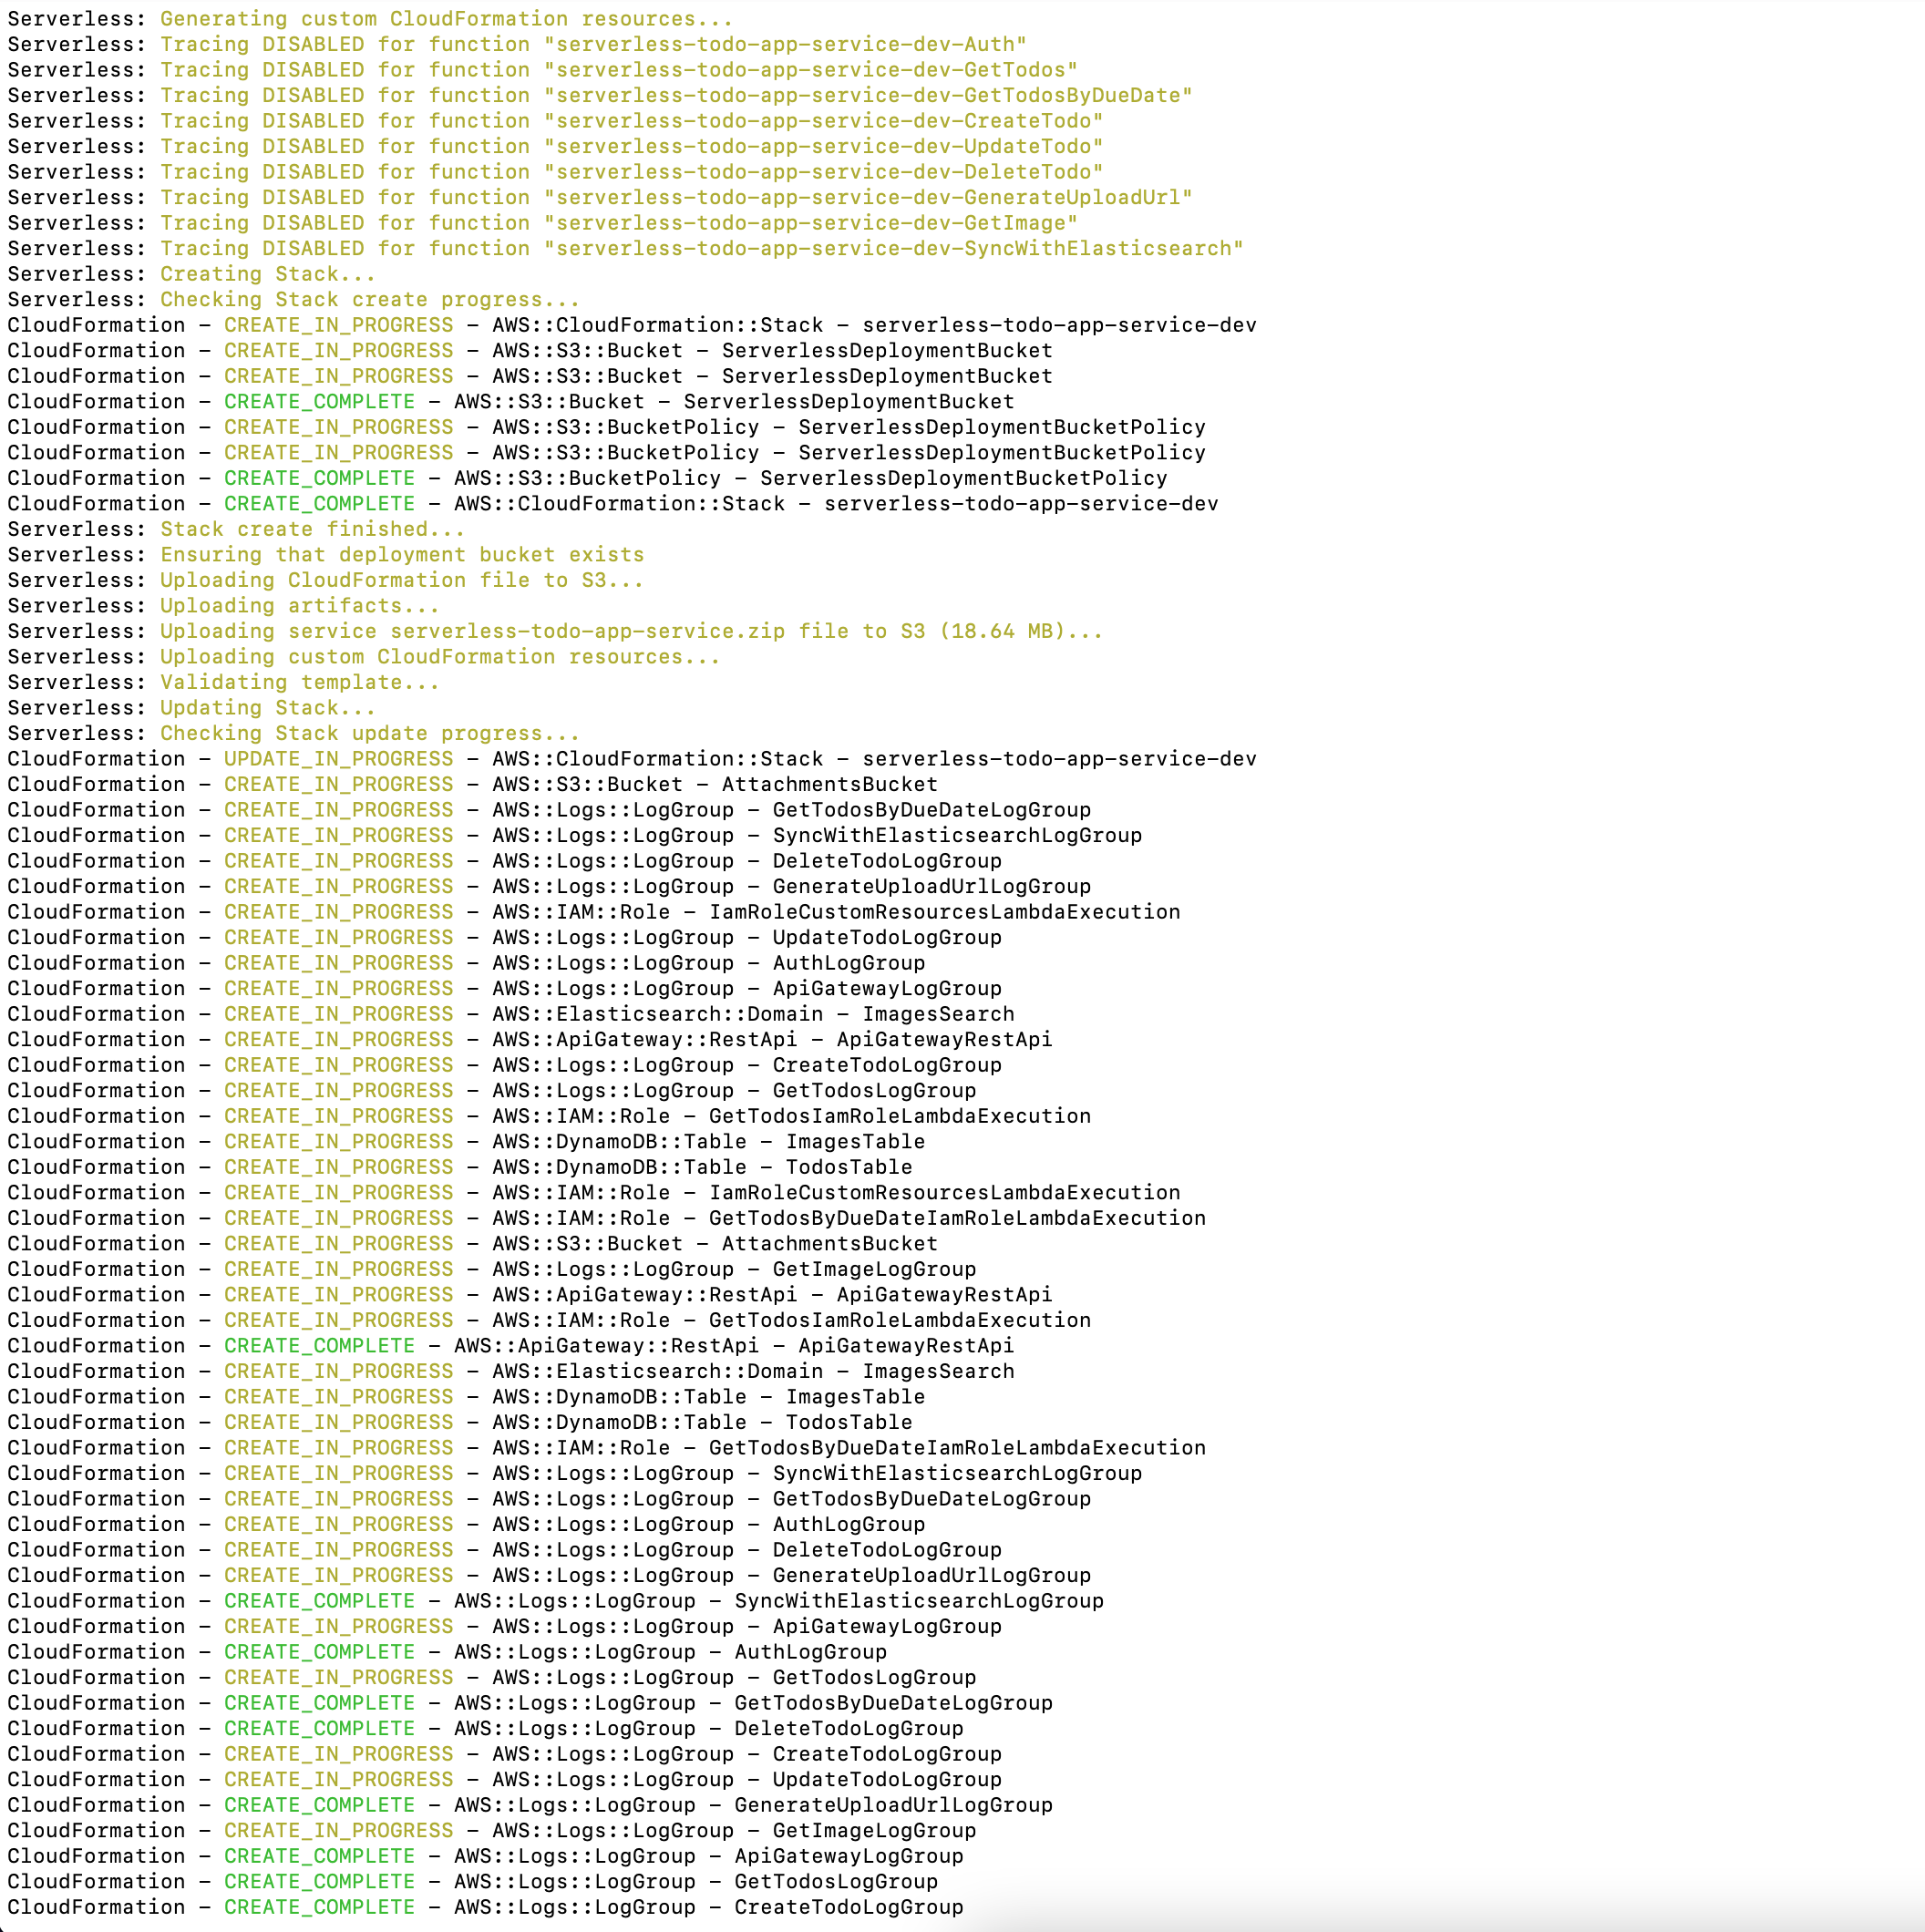 Serverless: Generating custom CloudFormation resources...
Serverless: Tracing DISABLED for function "serverless-todo-app-service-dev-Auth"
Serverless: Tracing DISABLED for function "serverless-todo-app-service-dev-GetTodos"
Serverless: Tracing DISABLED for function "serverless-todo-app-service-dev-GetTodosByDueDate"
Serverless: Tracing DISABLED for function "serverless-todo-app-service-dev-CreateTodo"
Serverless: Tracing DISABLED for function "serverless-todo-app-service-dev-UpdateTodo"
Serverless: Tracing DISABLED for function "serverless-todo-app-service-dev-DeleteTodo"
Serverless: Tracing DISABLED for function "serverless-todo-app-service-dev-GenerateUploadUrl"
Serverless: Tracing DISABLED for function "serverless-todo-app-service-dev-GetImage"
Serverless: Tracing DISABLED for function "serverless-todo-app-service-dev-SyncWithElasticsearch"
Serverless: Creating Stack...
Serverless: Checking Stack create progress...
CloudFormation - CREATE_IN_PROGRESS - AWS::CloudFormation::Stack - serverless-todo-app-service-dev
CloudFormation - CREATE_IN_PROGRESS - AWS::S3::Bucket - ServerlessDeploymentBucket
CloudFormation - CREATE_IN_PROGRESS - AWS::S3::Bucket - ServerlessDeploymentBucket
CloudFormation - CREATE_COMPLETE - AWS::S3::Bucket - ServerlessDeploymentBucket
CloudFormation - CREATE_IN_PROGRESS - AWS::S3::BucketPolicy - ServerlessDeploymentBucketPolicy
CloudFormation - CREATE_IN_PROGRESS - AWS::S3::BucketPolicy - ServerlessDeploymentBucketPolicy
CloudFormation - CREATE_COMPLETE - AWS::S3::BucketPolicy - ServerlessDeploymentBucketPolicy
CloudFormation - CREATE_COMPLETE - AWS::CloudFormation::Stack - serverless-todo-app-service-dev
Serverless: Stack create finished...
Serverless: Ensuring that deployment bucket exists
Serverless: Uploading CloudFormation file to S3...
Serverless: Uploading artifacts...
Serverless: Uploading service serverless-todo-app-service.zip file to S3 (18.64 MB)...
Serverless: Uploading custom CloudFormation resources...
Serverless: Validating template...
Serverless: Updating Stack...
Serverless: Checking Stack update progress...
CloudFormation - UPDATE_IN_PROGRESS - AWS::CloudFormation::Stack - serverless-todo-app-service-dev
CloudFormation - CREATE_IN_PROGRESS - AWS::S3::Bucket - AttachmentsBucket
CloudFormation - CREATE_IN_PROGRESS - AWS::Logs::LogGroup - GetTodosByDueDateLogGroup
CloudFormation - CREATE_IN_PROGRESS - AWS::Logs::LogGroup - SyncWithElasticsearchLogGroup
CloudFormation - CREATE_IN_PROGRESS - AWS::Logs::LogGroup - DeleteTodoLogGroup
CloudFormation - CREATE_IN_PROGRESS - AWS::Logs::LogGroup - GenerateUploadUrlLogGroup
CloudFormation - CREATE_IN_PROGRESS - AWS::IAM::Role - IamRoleCustomResourcesLambdaExecution
CloudFormation - CREATE_IN_PROGRESS - AWS::Logs::LogGroup - UpdateTodoLogGroup
CloudFormation - CREATE_IN_PROGRESS - AWS::Logs::LogGroup - AuthLogGroup
CloudFormation - CREATE_IN_PROGRESS - AWS::Logs::LogGroup - ApiGatewayLogGroup
CloudFormation - CREATE_IN_PROGRESS - AWS::Elasticsearch::Domain - ImagesSearch
CloudFormation - CREATE_IN_PROGRESS - AWS::ApiGateway::RestApi - ApiGatewayRestApi
CloudFormation - CREATE_IN_PROGRESS - AWS::Logs::LogGroup - CreateTodoLogGroup
CloudFormation - CREATE_IN_PROGRESS - AWS::Logs::LogGroup - GetTodosLogGroup
CloudFormation - CREATE_IN_PROGRESS - AWS::IAM::Role - GetTodosIamRoleLambdaExecution
CloudFormation - CREATE_IN_PROGRESS - AWS::DynamoDB::Table - ImagesTable
CloudFormation - CREATE_IN_PROGRESS - AWS::DynamoDB::Table - TodosTable
CloudFormation - CREATE_IN_PROGRESS - AWS::IAM::Role - IamRoleCustomResourcesLambdaExecution
CloudFormation - CREATE_IN_PROGRESS - AWS::IAM::Role - GetTodosByDueDateIamRoleLambdaExecution
CloudFormation - CREATE_IN_PROGRESS - AWS::S3::Bucket - AttachmentsBucket
CloudFormation - CREATE_IN_PROGRESS - AWS::Logs::LogGroup - GetImageLogGroup
CloudFormation - CREATE_IN_PROGRESS - AWS::ApiGateway::RestApi - ApiGatewayRestApi
CloudFormation - CREATE_IN_PROGRESS - AWS::IAM::Role - GetTodosIamRoleLambdaExecution
CloudFormation - CREATE_COMPLETE - AWS::ApiGateway::RestApi - ApiGatewayRestApi
CloudFormation - CREATE_IN_PROGRESS - AWS::Elasticsearch::Domain - ImagesSearch
CloudFormation - CREATE_IN_PROGRESS - AWS::DynamoDB::Table - ImagesTable
CloudFormation - CREATE_IN_PROGRESS - AWS::DynamoDB::Table - TodosTable
CloudFormation - CREATE_IN_PROGRESS - AWS::IAM::Role - GetTodosByDueDateIamRoleLambdaExecution
CloudFormation - CREATE_IN_PROGRESS - AWS::Logs::LogGroup - SyncWithElasticsearchLogGroup
CloudFormation - CREATE_IN_PROGRESS - AWS::Logs::LogGroup - GetTodosByDueDateLogGroup
CloudFormation - CREATE_IN_PROGRESS - AWS::Logs::LogGroup - AuthLogGroup
CloudFormation - CREATE_IN_PROGRESS - AWS::Logs::LogGroup - DeleteTodoLogGroup
CloudFormation - CREATE_IN_PROGRESS - AWS::Logs::LogGroup - GenerateUploadUrlLogGroup
CloudFormation - CREATE_COMPLETE - AWS::Logs::LogGroup - SyncWithElasticsearchLogGroup
CloudFormation - CREATE_IN_PROGRESS - AWS::Logs::LogGroup - ApiGatewayLogGroup
CloudFormation - CREATE_COMPLETE - AWS::Logs::LogGroup - AuthLogGroup
CloudFormation - CREATE_IN_PROGRESS - AWS::Logs::LogGroup - GetTodosLogGroup
CloudFormation - CREATE_COMPLETE - AWS::Logs::LogGroup - GetTodosByDueDateLogGroup
CloudFormation - CREATE_COMPLETE - AWS::Logs::LogGroup - DeleteTodoLogGroup
CloudFormation - CREATE_IN_PROGRESS - AWS::Logs::LogGroup - CreateTodoLogGroup
CloudFormation - CREATE_IN_PROGRESS - AWS::Logs::LogGroup - UpdateTodoLogGroup
CloudFormation - CREATE_COMPLETE - AWS::Logs::LogGroup - GenerateUploadUrlLogGroup
CloudFormation - CREATE_IN_PROGRESS - AWS::Logs::LogGroup - GetImageLogGroup
CloudFormation - CREATE_COMPLETE - AWS::Logs::LogGroup - ApiGatewayLogGroup
CloudFormation - CREATE_COMPLETE - AWS::Logs::LogGroup - GetTodosLogGroup
CloudFormation - CREATE_COMPLETE - AWS::Logs::LogGroup - CreateTodoLogGroup